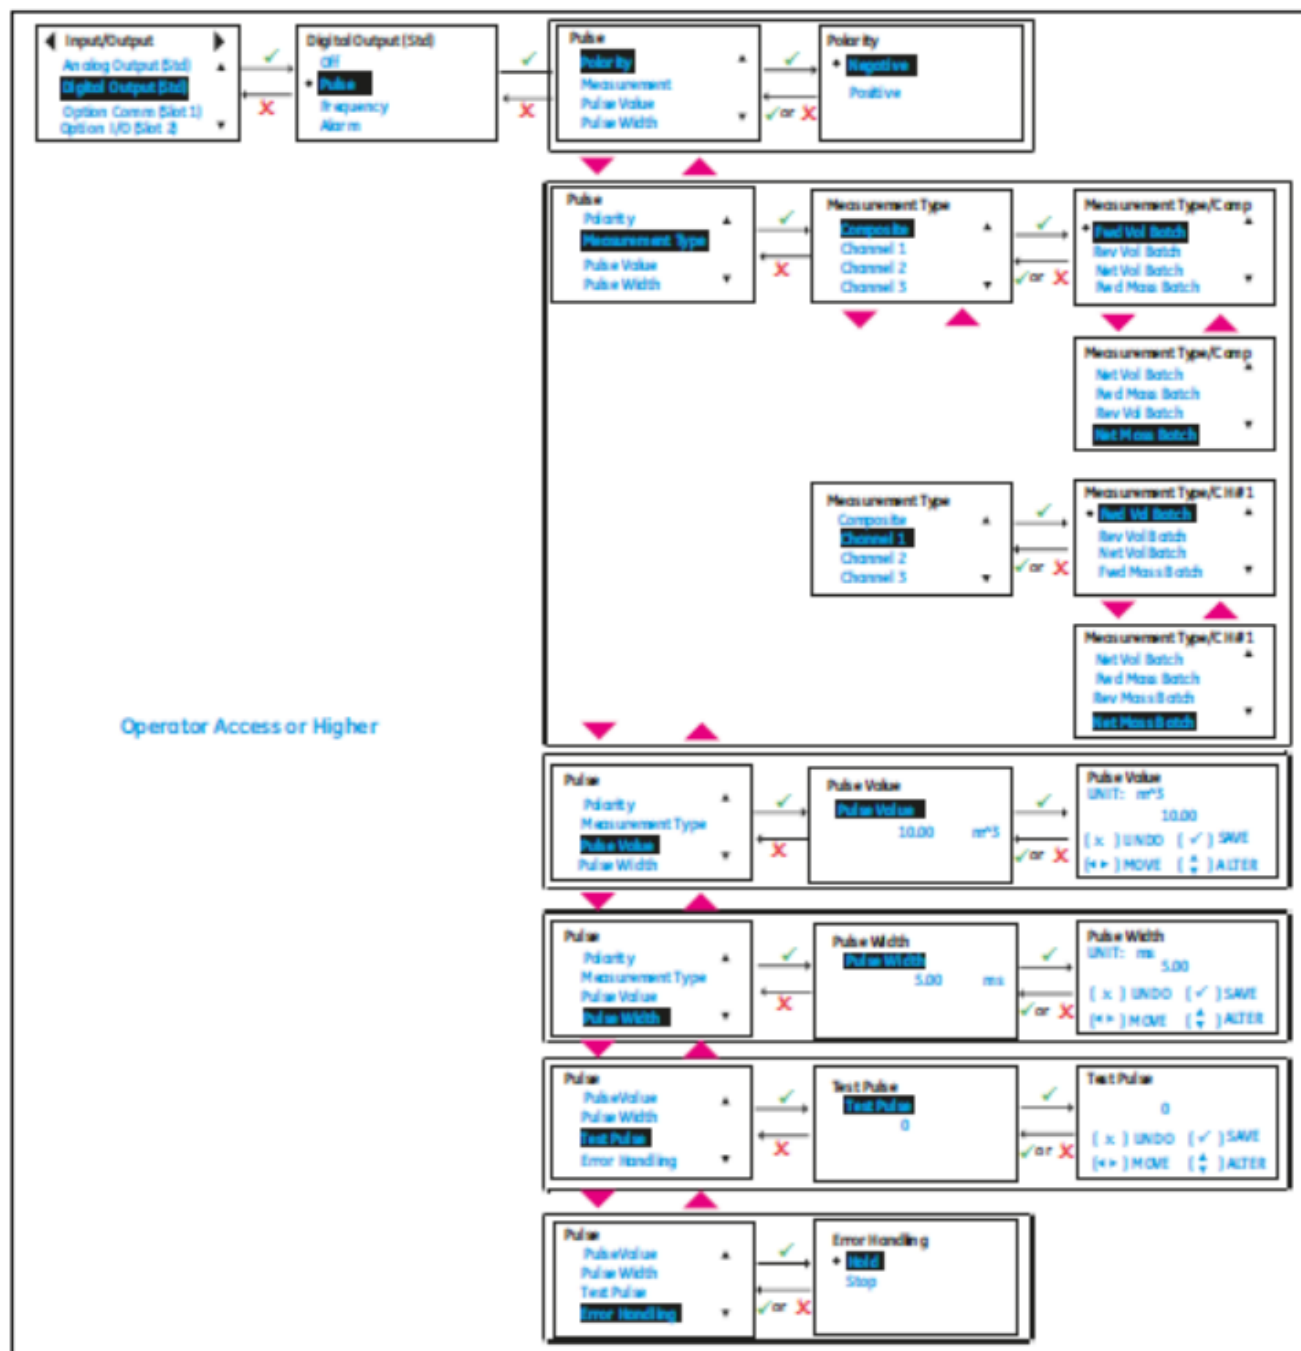 Input/Output
Analog Output (Std)
Digital Output (Std)
Option Comm (Slot 1)
Option I/O (Slot 2)
Digital Output (Std)
Off
Pulse
Frequency
Alarm
Pulse
Polarity
Measurement
Pulse Value
Pulse Width
Polarity
Negative
Positive
or
Pulse
Polarity
Measurement Type
Pulse Value
Pulse Width
Measurement Type
Composite
Channel 1
Channel 2
Channel 3
or
Measurement Type/Comp
Fwd Vol Batch
Rev Vol Batch
Net Vol Batch
Fwd Mass Batch
Measurement Type/Comp
Net Vol Batch
Fwd Mass Batch
Rev Vol Batch
Net Mass Batch
Measurement Type
Composite
Channel 1
Channel 2
Channel 3
or
Measurement Type/CH#1
Fwd Vol Batch
Rev Vol Batch
Net Vol Batch
Fwd Mass Batch
Measurement Type/CH#1
Net Vol Batch
Fwd Mass Batch
Rev Mass Batch
Net Mass Batch
Operator Access or Higher
Pulse
Polarity
Measurement Type
Pulse Value
Pulse Width
Pulse Value
Pulse Value
10.00 m^3
or
Pulse Value
UNIT: m^3
10.00
[ x ] UNDO [ ✓ ] SAVE
[◄ ►] MOVE [ ▲▼ ] ALTER
Pulse
Polarity
Measurement Type
Pulse Value
Pulse Width
Pulse Width
Pulse Width
5.00 ms
or
Pulse Width
UNIT: ms
5.00
[ x ] UNDO [ ✓ ] SAVE
[◄ ►] MOVE [ ▲▼ ] ALTER
Pulse
Pulse Value
Pulse Width
Test Pulse
Error Handling
Test Pulse
Test Pulse
0
or
Test Pulse
0
[ x ] UNDO [ ✓ ] SAVE
[◄ ►] MOVE [ ▲▼ ] ALTER
Pulse
Pulse Value
Pulse Width
Test Pulse
Error Handling
or
Error Handling
Hold
Stop